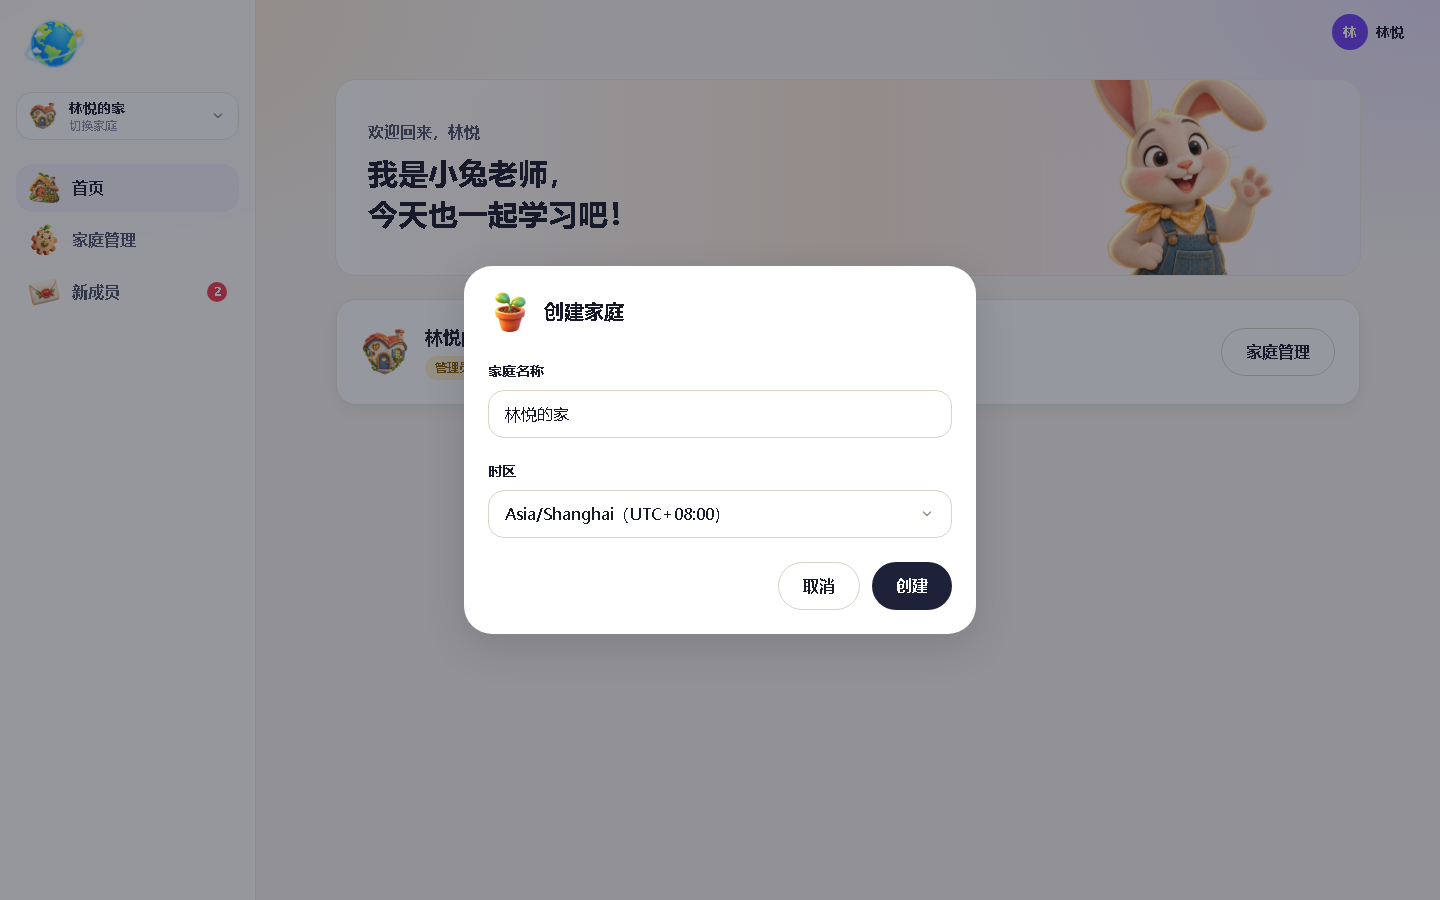 林悦的家
切换家庭
首页
家庭管理
新成员
2
林
林悦
欢迎回来，林悦
我是小兔老师，
今天也一起学习吧！
林悦
管理
家庭管理
创建家庭
家庭名称
林悦的家
时区
Asia/Shanghai（UTC+08:00）
取消
创建